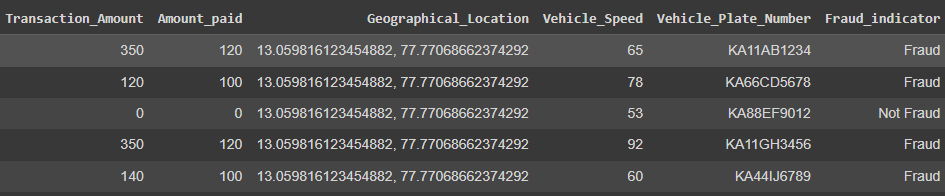 Transaction_Amount Amount_paid Geographical_Location Vehicle_Speed Vehicle_Plate_Number Fraud_indicator
350 120 13.059816123454882, 77.77068662374292 65 KA11AB1234 Fraud
120 100 13.059816123454882, 77.77068662374292 78 KA66CD5678 Fraud
0 0 13.059816123454882, 77.77068662374292 53 KA88EF9012 Not Fraud
350 120 13.059816123454882, 77.77068662374292 92 KA11GH3456 Fraud
140 100 13.059816123454882, 77.77068662374292 60 KA44IJ6789 Fraud